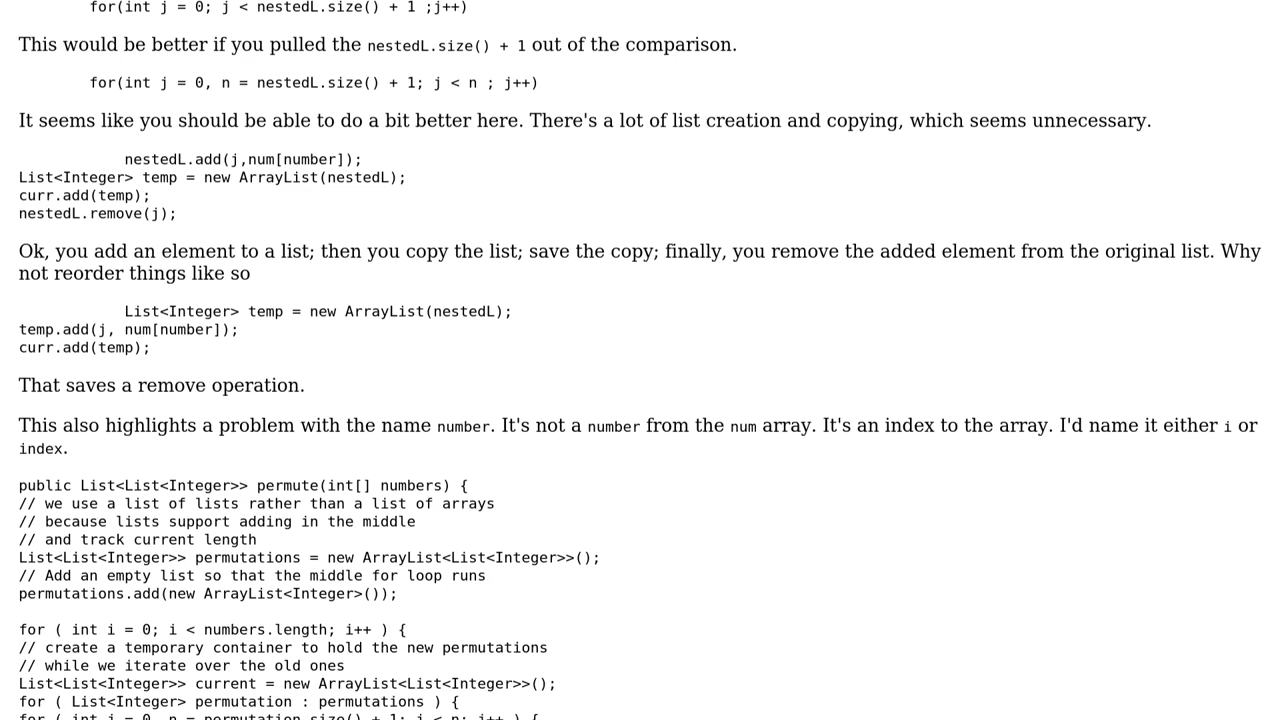 for(int j = 0; j < nestedL.size() + 1 ;j++)
This would be better if you pulled the nestedL.size() + 1 out of the comparison.
for(int j = 0, n = nestedL.size() + 1; j < n ; j++)
It seems like you should be able to do a bit better here. There's a lot of list creation and copying, which seems unnecessary.
nestedL.add(j,num[number]);
List<Integer> temp = new ArrayList(nestedL);
curr.add(temp);
nestedL.remove(j);
Ok, you add an element to a list; then you copy the list; save the copy; finally, you remove the added element from the original list. Why
not reorder things like so
List<Integer> temp = new ArrayList(nestedL);
temp.add(j, num[number]);
curr.add(temp);
That saves a remove operation.
This also highlights a problem with the name number. It's not a number from the num array. It's an index to the array. I'd name it either i or
index.
public List<List<Integer>> permute(int[] numbers) {
// we use a list of lists rather than a list of arrays
// because lists support adding in the middle
// and track current length
List<List<Integer>> permutations = new ArrayList<List<Integer>>();
// Add an empty list so that the middle for loop runs
permutations.add(new ArrayList<Integer>());
for ( int i = 0; i < numbers.length; i++ ) {
// create a temporary container to hold the new permutations
// while we iterate over the old ones
List<List<Integer>> current = new ArrayList<List<Integer>>();
for ( List<Integer> permutation : permutations ) {
for ( int j = 0, n = permutation.size() + 1; j < n; j++ ) {